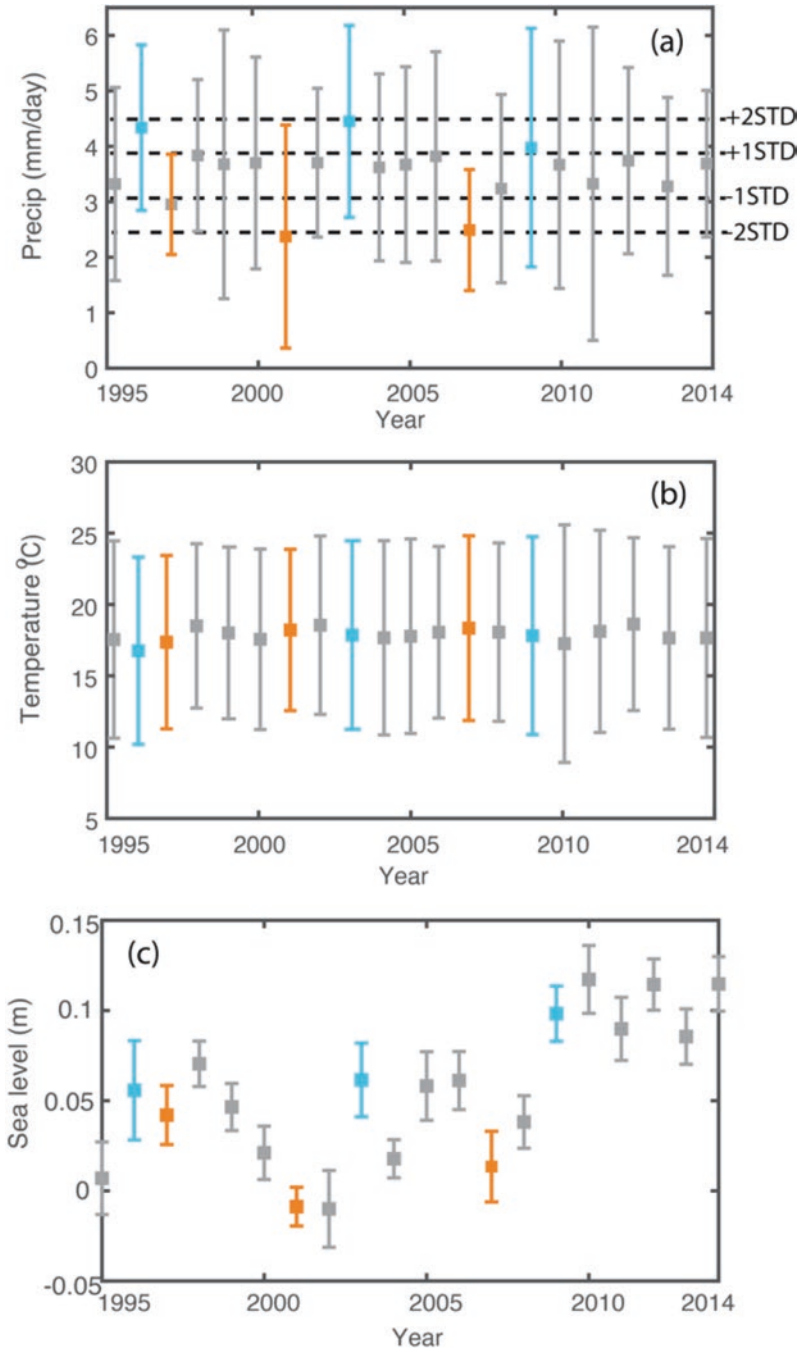 (a)
Precip (mm/day)
6
5
4
3
2
1
0
+2STD
+1STD
-1STD
-2STD
1995 2000 2005 2010 2014
Year
(b)
Temperature (°C)
30
25
20
15
10
5
1995 2000 2005 2010 2014
Year
(c)
Sea level (m)
0.15
0.1
0.05
0
-0.05
1995 2000 2005 2010 2014
Year